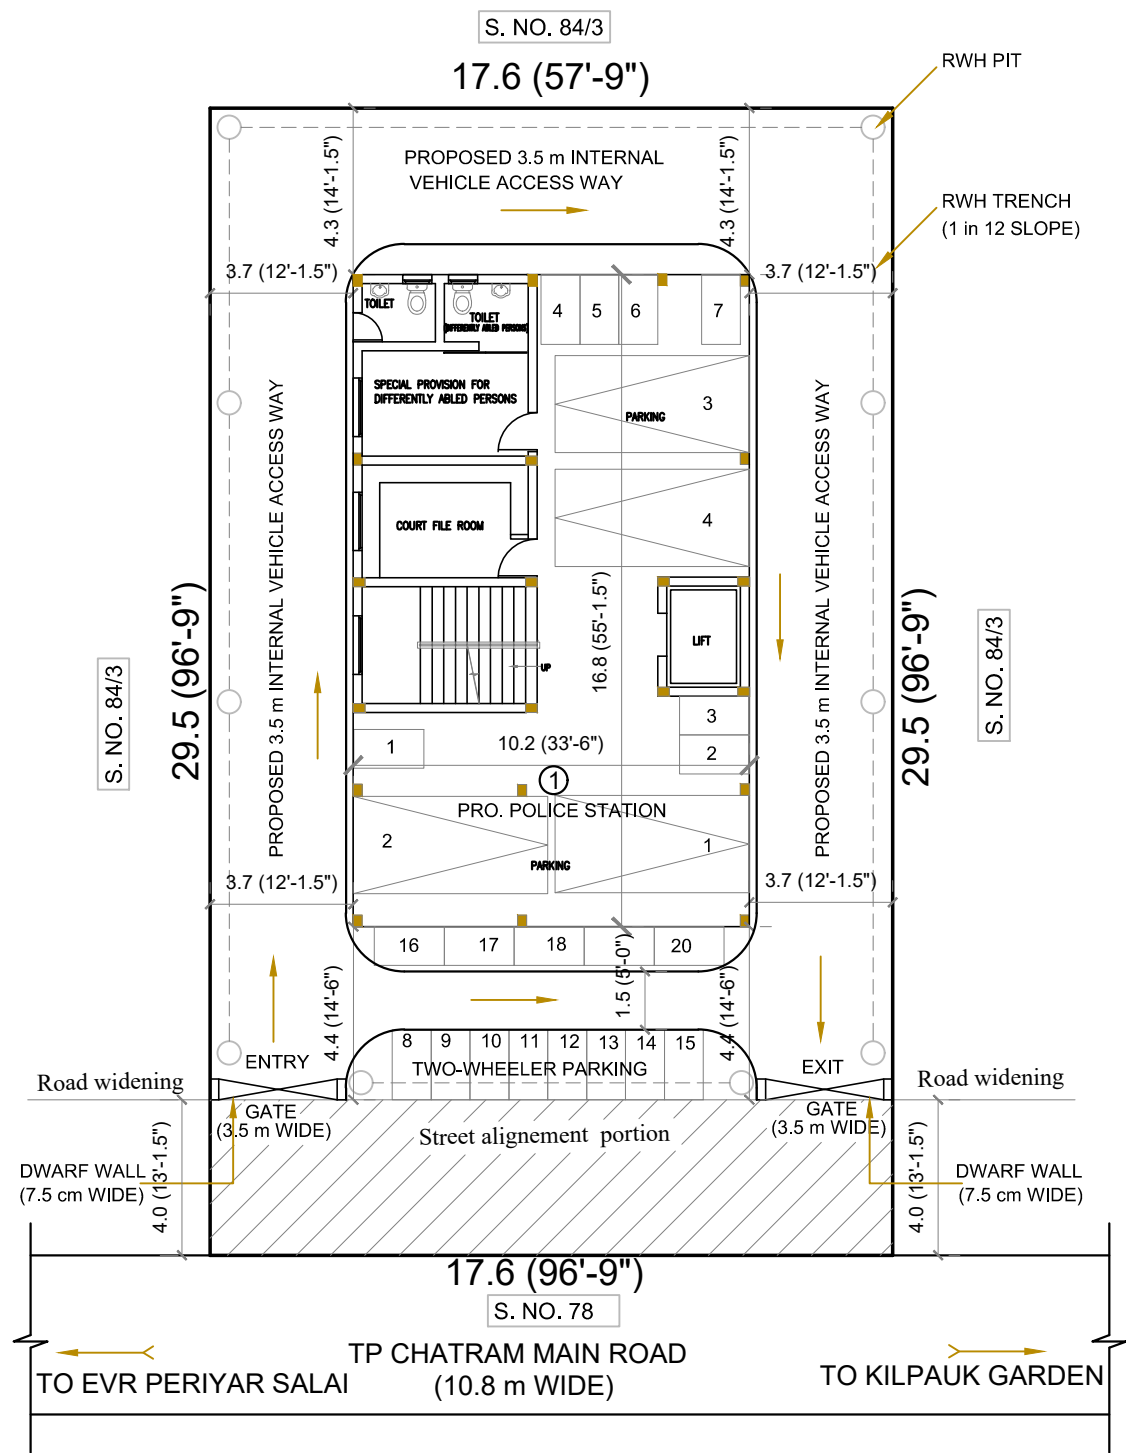 S. NO. 84/3
17.6 (57'-9")
RWH PIT
PROPOSED 3.5 m INTERNAL
VEHICLE ACCESS WAY
4.3 (14'-1.5")
4.3 (14'-1.5")
RWH TRENCH
(1 in 12 SLOPE)
3.7 (12'-1.5")
3.7 (12'-1.5")
TOILET
TOILET
(DIFFERENTLY ABLED PERSONS)
4
5
6
7
SPECIAL PROVISION FOR
DIFFERENTLY ABLED PERSONS
PARKING
3
COURT FILE ROOM
4
PROPOSED 3.5 m INTERNAL VEHICLE ACCESS WAY
PROPOSED 3.5 m INTERNAL VEHICLE ACCESS WAY
16.8 (55'-1.5")
LIFT
UP
S. NO. 84/3
29.5 (96'-9")
29.5 (96'-9")
S. NO. 84/3
3
2
1
10.2 (33'-6")
1
PRO. POLICE STATION
2
1
PARKING
3.7 (12'-1.5")
3.7 (12'-1.5")
16
17
18
20
1.5 (5'-0")
4.4 (14'-6")
4.4 (14'-6")
8
9
10
11
12
13
14
15
TWO-WHEELER PARKING
ENTRY
EXIT
Road widening
Road widening
GATE
(3.5 m WIDE)
GATE
(3.5 m WIDE)
Street alignement portion
DWARF WALL
(7.5 cm WIDE)
DWARF WALL
(7.5 cm WIDE)
4.0 (13'-1.5")
4.0 (13'-1.5")
17.6 (96'-9")
S. NO. 78
TP CHATRAM MAIN ROAD
(10.8 m WIDE)
TO EVR PERIYAR SALAI
TO KILPAUK GARDEN